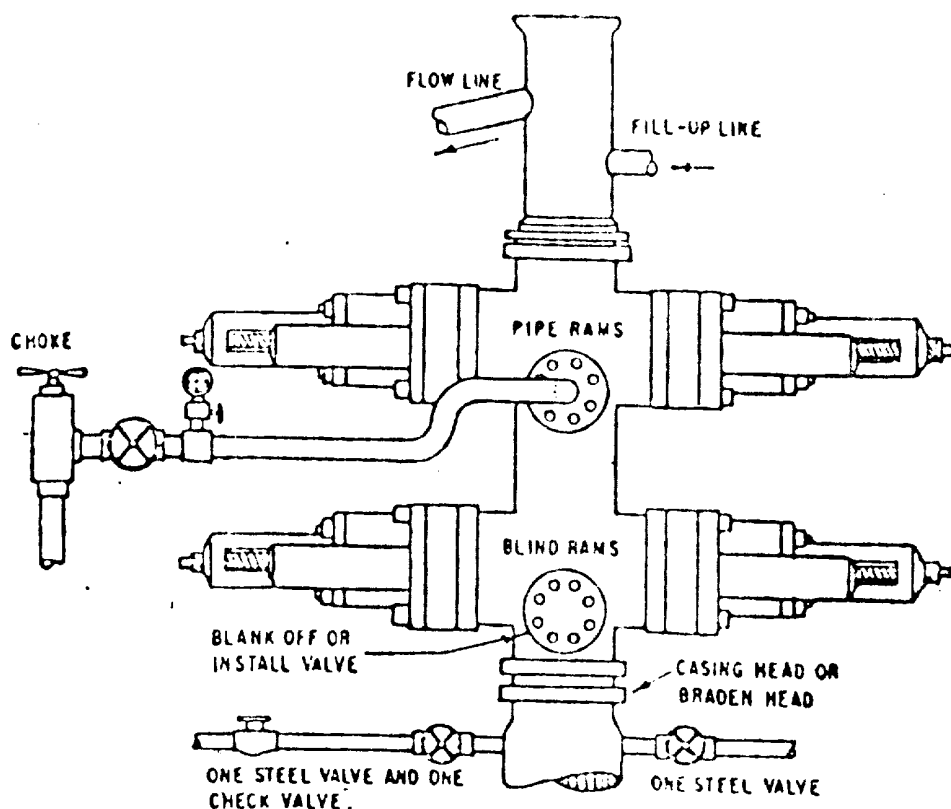 FLOW LINE
FILL-UP LINE
CHOKE
PIPE RAMS
BLIND RAMS
BLANK OFF OR
INSTALL VALVE
CASING HEAD OR
BRADEN HEAD
ONE STEEL VALVE AND ONE
CHECK VALVE.
ONE STEEL VALVE